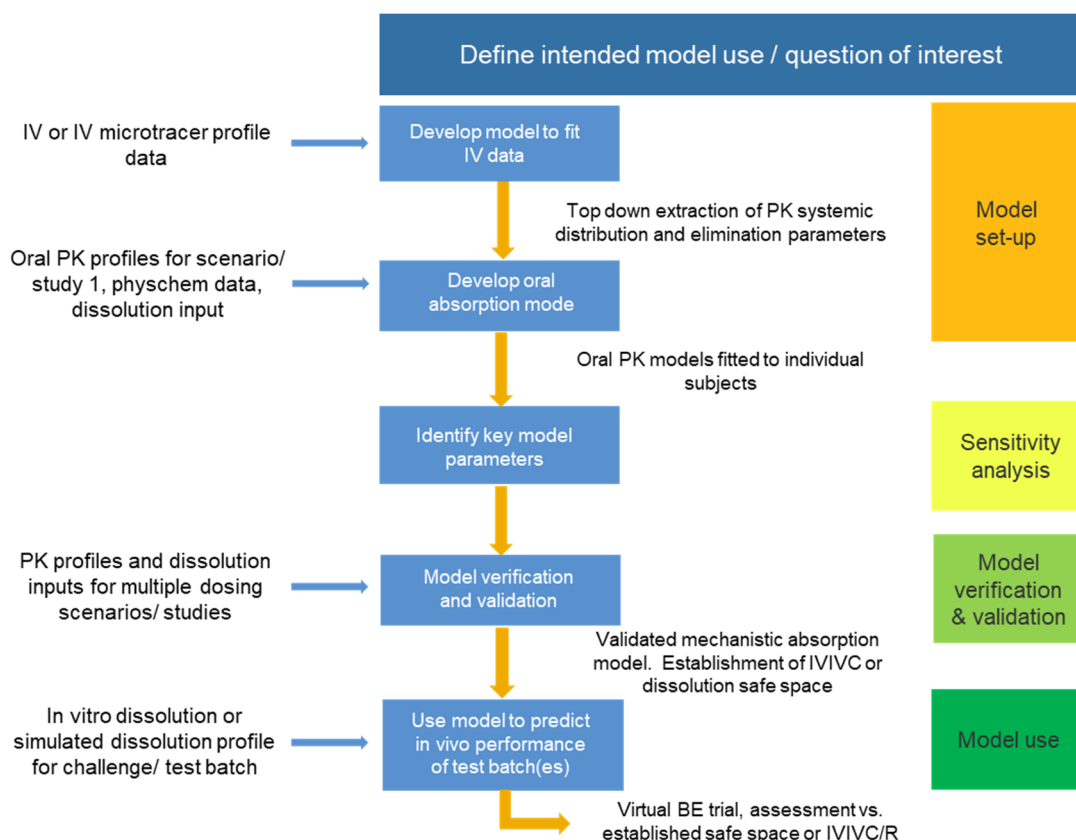 Define intended model use / question of interest
IV or IV microtracer profile
data
Develop model to fit
IV data
Top down extraction of PK systemic
distribution and elimination parameters
Model
set-up
Oral PK profiles for scenario/
study 1, physchem data,
dissolution input
Develop oral
absorption mode
Oral PK models fitted to individual
subjects
Identify key model
parameters
Sensitivity
analysis
PK profiles and dissolution
inputs for multiple dosing
scenarios/ studies
Model verification
and validation
Model
verification
& validation
Validated mechanistic absorption
model.  Establishment of IVIVC or
dissolution safe space
In vitro dissolution or
simulated dissolution profile
for challenge/ test batch
Use model to predict
in vivo performance
of test batch(es)
Model use
Virtual BE trial, assessment vs.
established safe space or IVIVC/R